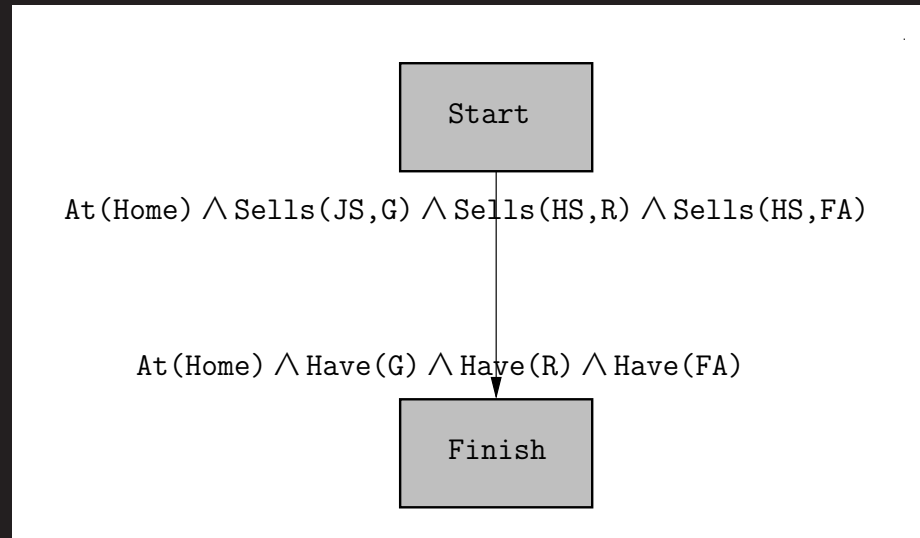 Start
At(Home) ∧ Sells(JS,G) ∧ Sells(HS,R) ∧ Sells(HS,FA)
At(Home) ∧ Have(G) ∧ Have(R) ∧ Have(FA)
Finish